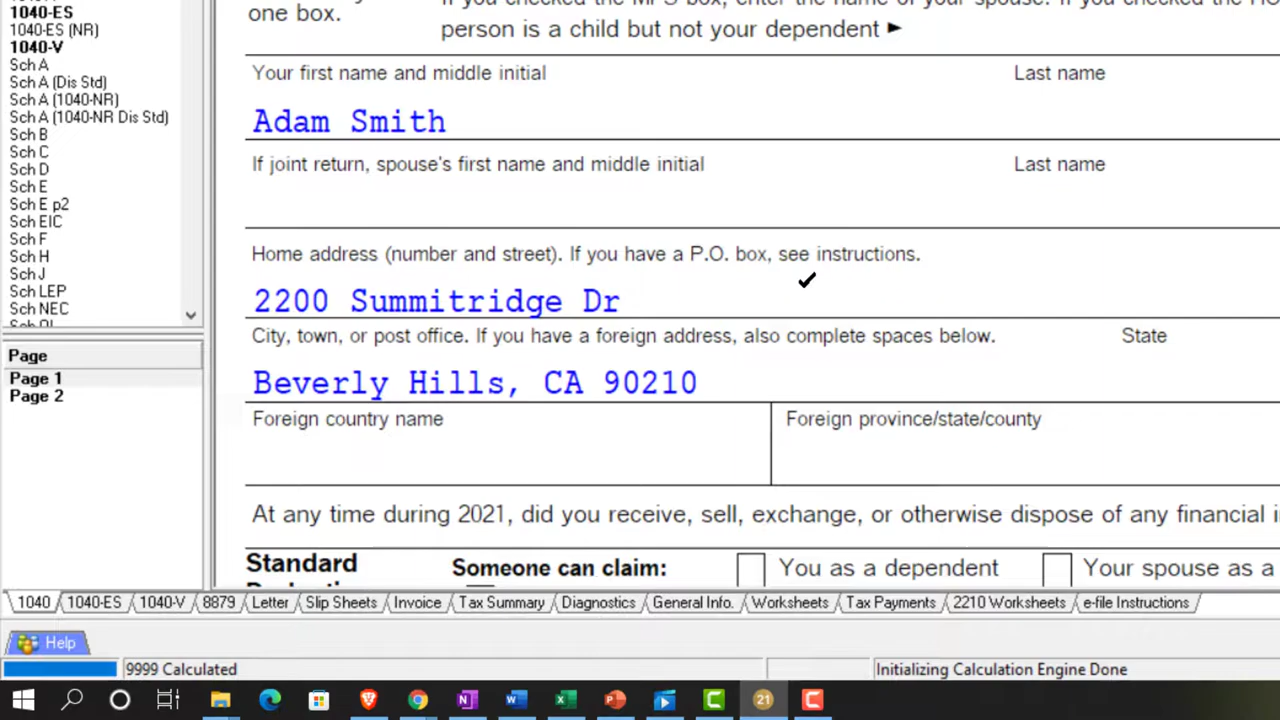 1040-ES
1040-ES (NR)
1040-V
Sch A
Sch A (Dis Std)
Sch A (1040-NR)
Sch A (1040-NR Dis Std)
Sch B
Sch C
Sch D
Sch E
Sch E p2
Sch EIC
Sch F
Sch H
Sch J
Sch LEP
Sch NEC
Page
Page 1
Page 2
one box.
person is a child but not your dependent ►
Your first name and middle initial Last name
Adam Smith
If joint return, spouse's first name and middle initial Last name
Home address (number and street). If you have a P.O. box, see instructions.
2200 Summitridge Dr
City, town, or post office. If you have a foreign address, also complete spaces below. State
Beverly Hills, CA 90210
Foreign country name Foreign province/state/county
At any time during 2021, did you receive, sell, exchange, or otherwise dispose of any financial
Standard
Someone can claim: You as a dependent Your spouse as a
1040 1040-ES 1040-V 8879 Letter Slip Sheets Invoice Tax Summary Diagnostics General Info. Worksheets Tax Payments 2210 Worksheets e-file Instructions
Help
9999 Calculated Initializing Calculation Engine Done
21